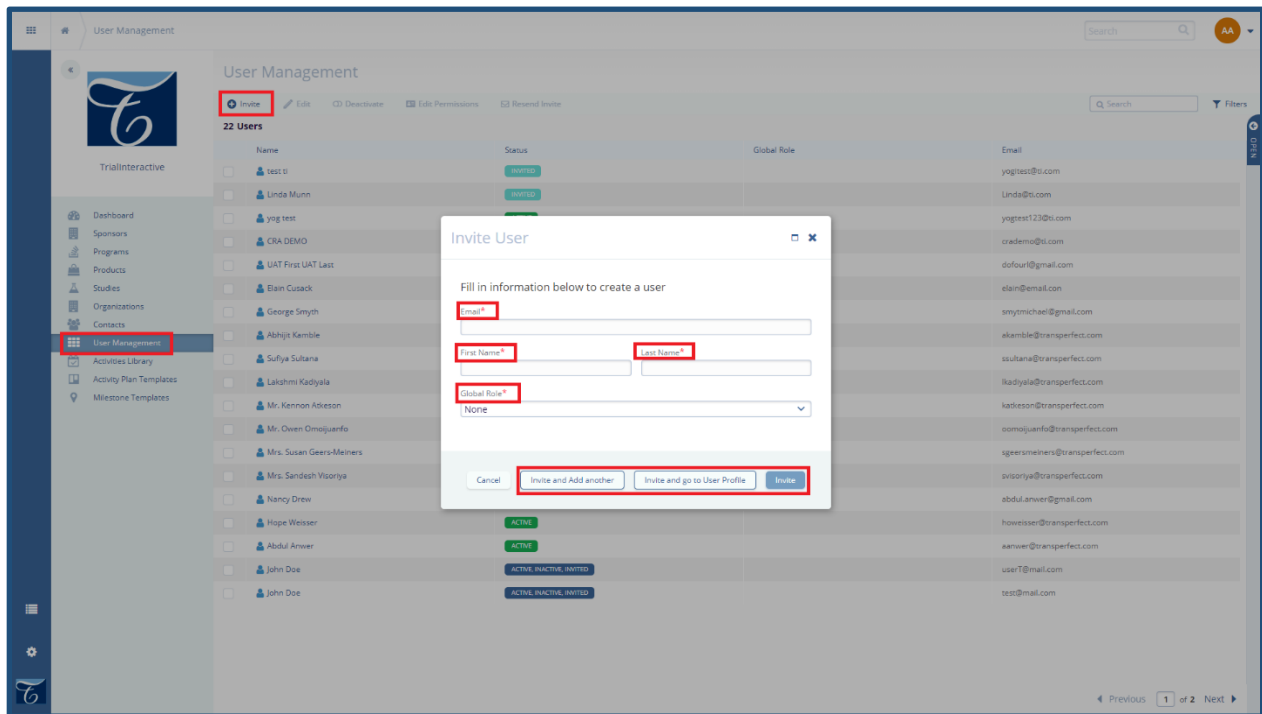 User Management
Search
AA
User Management
Invite Edit Deactivate Edit Permissions Resend Invite
Search
Filters
22 Users
OPEN
TrialInteractive
Dashboard
Sponsors
Programs
Products
Studies
Organizations
Contacts
User Management
Activities Library
Activity Plan Templates
Milestone Templates
Name Status Global Role Email
test ti INVITED yogitest@ti.com
Linda Munn INVITED Linda@ti.com
yog test yogtest123@ti.com
CRA DEMO crademo@ti.com
UAT First UAT Last dofourl@gmail.com
Elain Cusack elain@email.con
George Smyth smytmichael@gmail.com
Abhijit Kamble akamble@transperfect.com
Sufiya Sultana ssultana@transperfect.com
Lakshmi Kadiyala lkadiyala@transperfect.com
Mr. Kennon Atkeson katkeson@transperfect.com
Mr. Owen Omoijuanfo oomoijuanfo@transperfect.com
Mrs. Susan Geers-Meiners sgeersmeiners@transperfect.com
Mrs. Sandesh Visoriya svisoriya@transperfect.com
Nancy Drew abdul.anwer@gmail.com
Hope Weisser ACTIVE howeisser@transperfect.com
Abdul Anwer ACTIVE aanwer@transperfect.com
John Doe ACTIVE, INACTIVE, INVITED userT@mail.com
John Doe ACTIVE, INACTIVE, INVITED test@mail.com
Invite User
Fill in information below to create a user
Email*
First Name* Last Name*
Global Role*
None
Cancel Invite and Add another Invite and go to User Profile Invite
Previous 1 of 2 Next